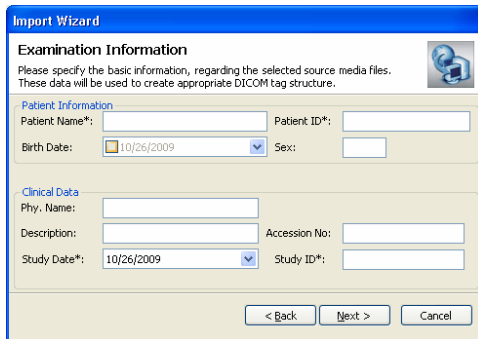 Import Wizard
Examination Information
Please specify the basic information, regarding the selected source media files.
These data will be used to create appropriate DICOM tag structure.
Patient Information
Patient Name*: Patient ID*:
Birth Date: 10/26/2009 Sex:
Clinical Data
Phy. Name:
Description: Accession No:
Study Date*: 10/26/2009 Study ID*:
< Back Next > Cancel